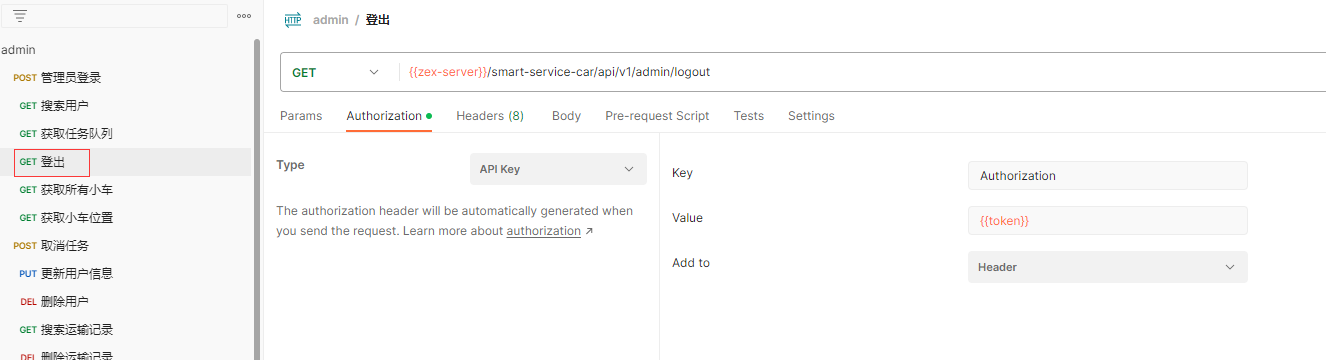 admin
POST 管理员登录
GET 搜索用户
GET 获取任务队列
GET 登出
GET 获取所有小车
GET 获取小车位置
POST 取消任务
PUT 更新用户信息
DEL 删除用户
GET 搜索运输记录
DEL 删除运输记录
HTTP admin / 登出
GET {{zex-server}}/smart-service-car/api/v1/admin/logout
Params Authorization Headers (8) Body Pre-request Script Tests Settings
Type API Key
The authorization header will be automatically generated when
you send the request. Learn more about authorization ↗
Key Authorization
Value {{token}}
Add to Header